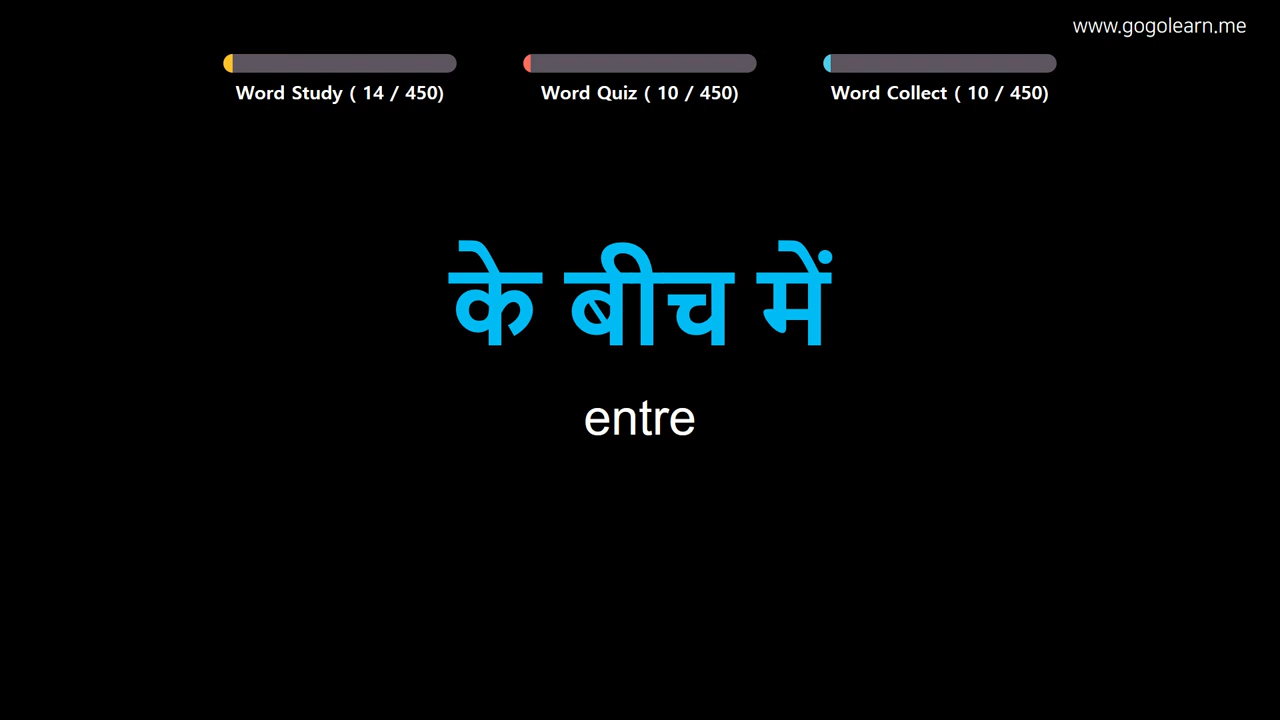 www.gogolearn.me
Word Study ( 14 / 450)
Word Quiz ( 10 / 450)
Word Collect ( 10 / 450)
के बीच में
entre